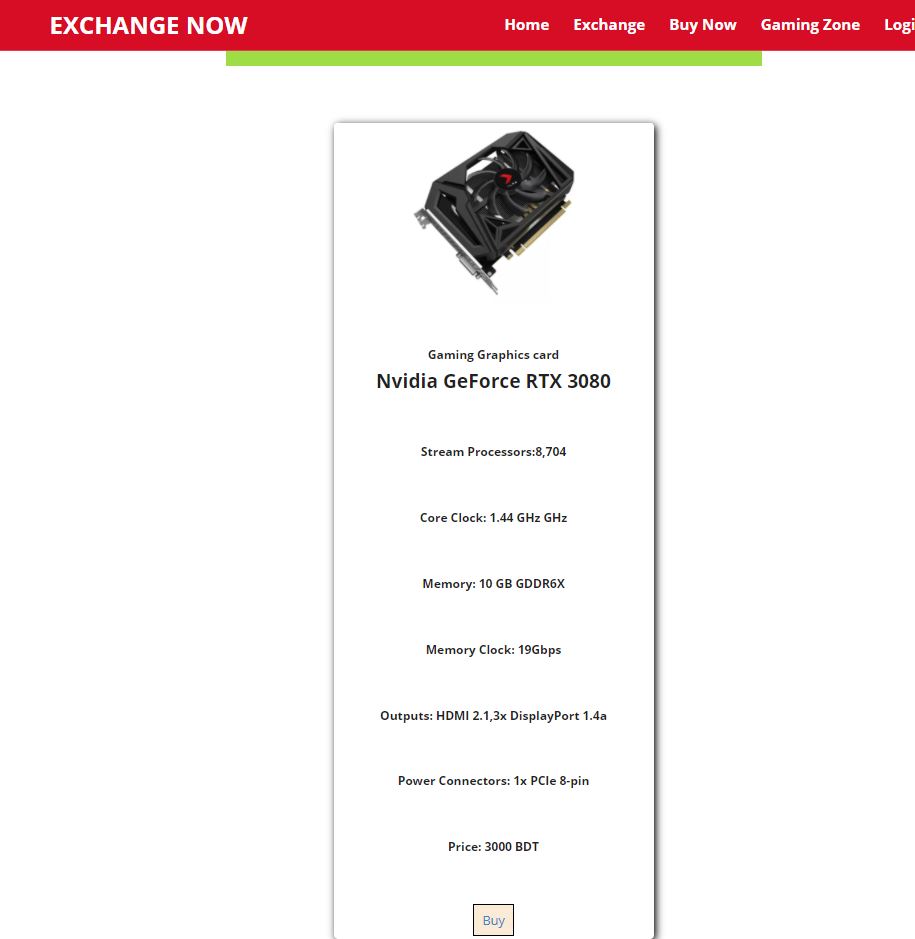 EXCHANGE NOW
Home Exchange Buy Now Gaming Zone Logi
Gaming Graphics card
Nvidia GeForce RTX 3080
Stream Processors:8,704
Core Clock: 1.44 GHz GHz
Memory: 10 GB GDDR6X
Memory Clock: 19Gbps
Outputs: HDMI 2.1,3x DisplayPort 1.4a
Power Connectors: 1x PCIe 8-pin
Price: 3000 BDT
Buy